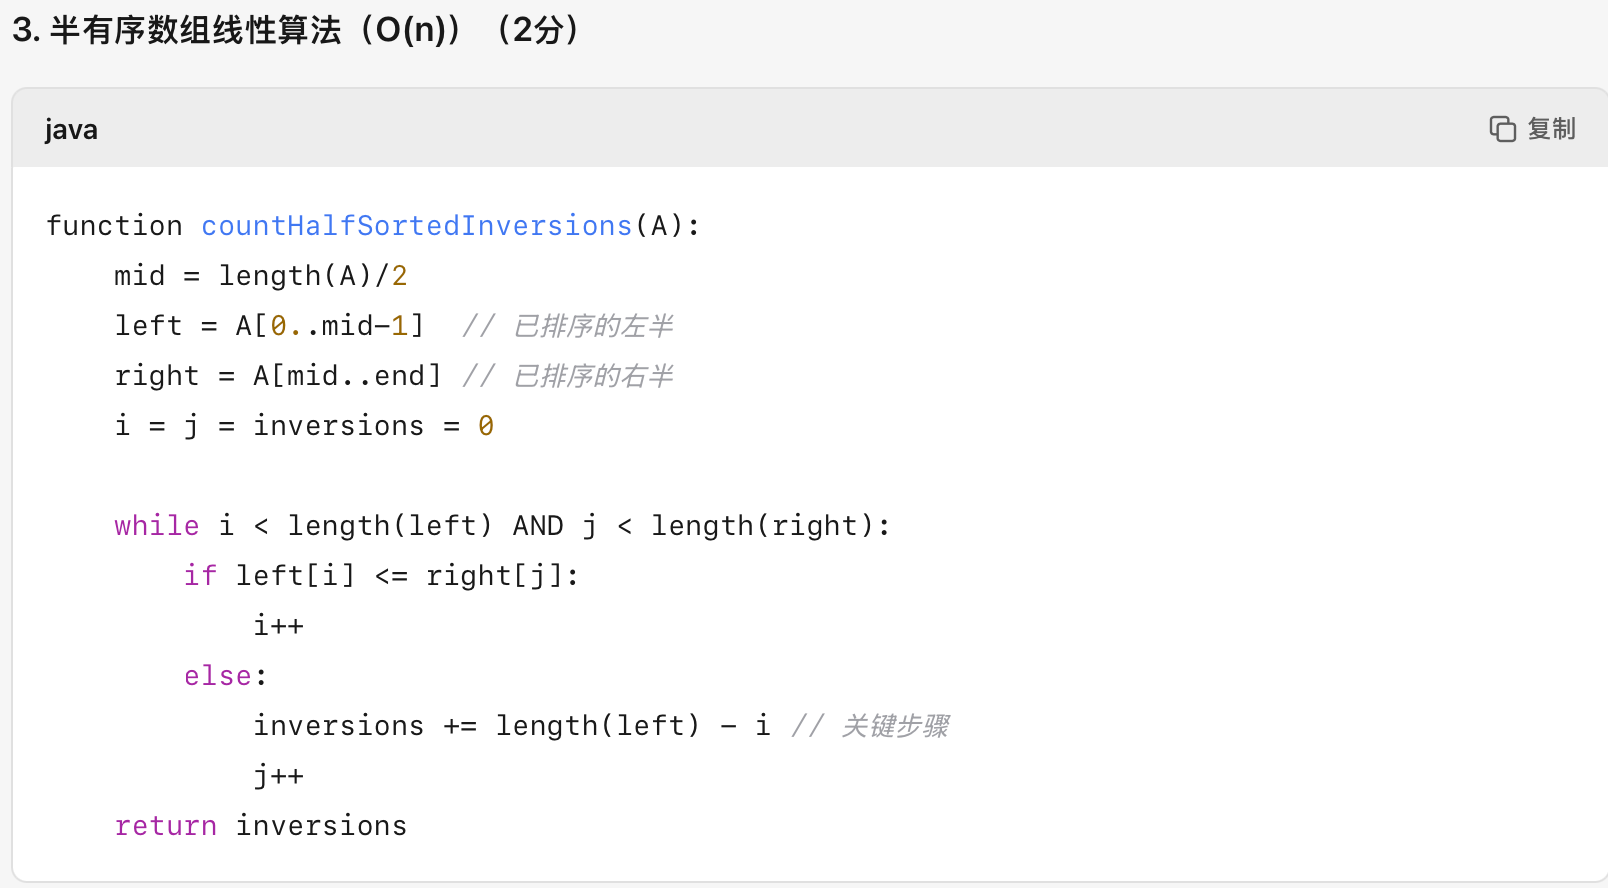 3. 半有序数组线性算法（O(n)）（2分）
java
复制
function countHalfSortedInversions(A):
    mid = length(A)/2
    left = A[0..mid-1]  // 已排序的左半
    right = A[mid..end] // 已排序的右半
    i = j = inversions = 0
    while i < length(left) AND j < length(right):
        if left[i] <= right[j]:
            i++
        else:
            inversions += length(left) - i // 关键步骤
            j++
    return inversions